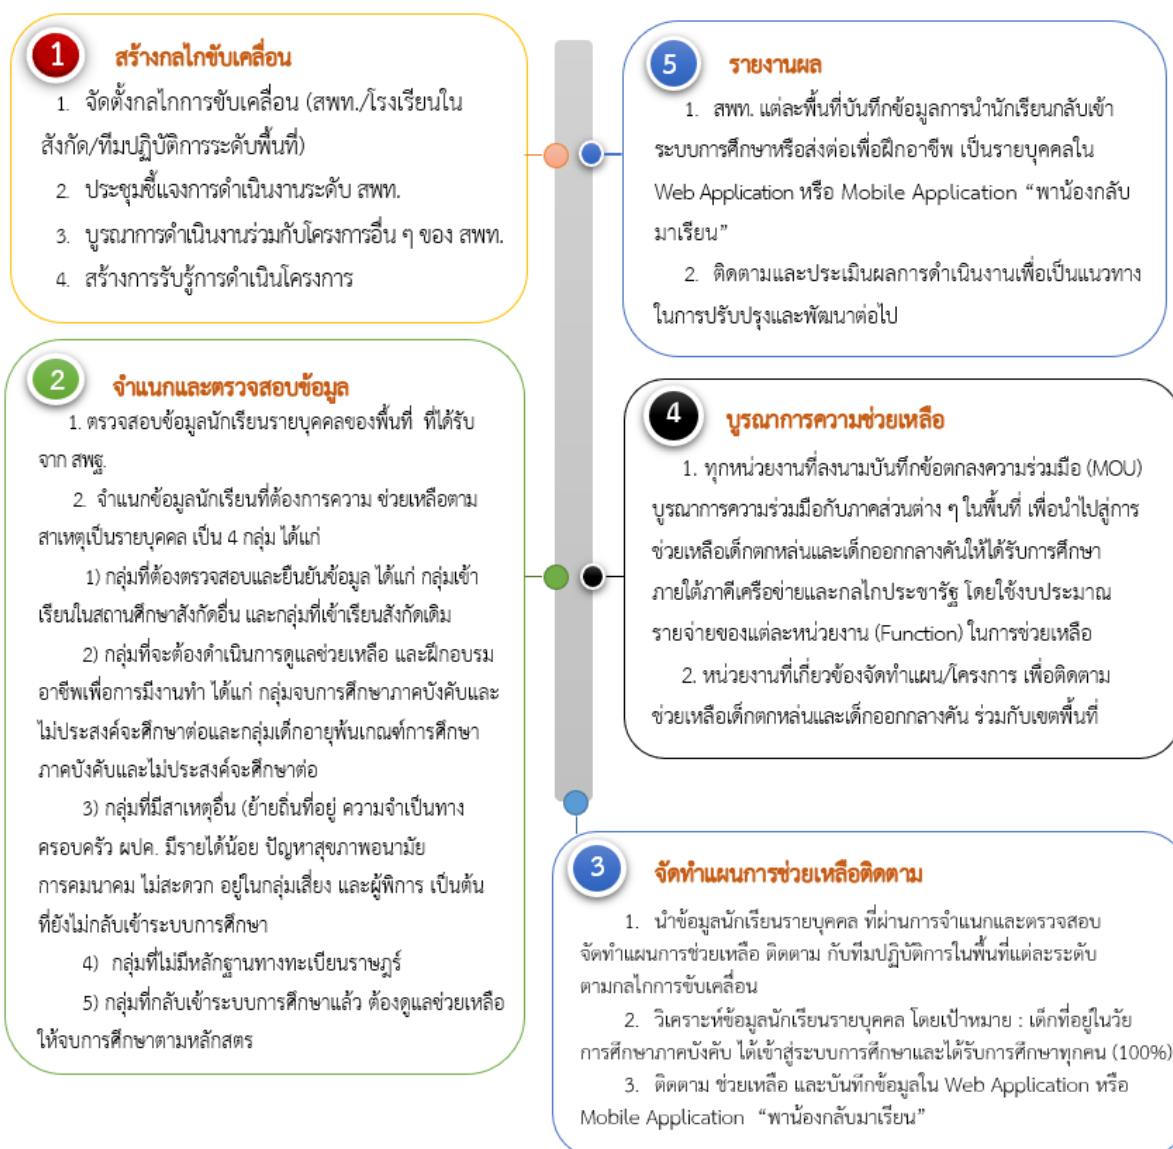 1
สร้างกลไกขับเคลื่อน
1. จัดตั้งกลไกการขับเคลื่อน (สพท./โรงเรียนใน
สังกัด/ทีมปฏิบัติการระดับพื้นที่)
2. ประชุมชี้แจงการดำเนินงานระดับ สพท.
3. บูรณาการดำเนินงานร่วมกับโครงการอื่น ๆ ของ สพท.
4. สร้างการรับรู้การดำเนินโครงการ
2
จำแนกและตรวจสอบข้อมูล
1. ตรวจสอบข้อมูลนักเรียนรายบุคคลของพื้นที่ ที่ได้รับ
จาก สพฐ.
2. จำแนกข้อมูลนักเรียนที่ต้องการความ ช่วยเหลือตาม
สาเหตุเป็นรายบุคคล เป็น 4 กลุ่ม ได้แก่
1) กลุ่มที่ต้องตรวจสอบและยืนยันข้อมูล ได้แก่ กลุ่มเข้า
เรียนในสถานศึกษาสังกัดอื่น และกลุ่มที่เข้าเรียนสังกัดเดิม
2) กลุ่มที่จะต้องดำเนินการดูแลช่วยเหลือ และฝึกอบรม
อาชีพเพื่อการมีงานทำ ได้แก่ กลุ่มจบการศึกษาภาคบังคับและ
ไม่ประสงค์จะศึกษาต่อและกลุ่มเด็กอายุพ้นเกณฑ์การศึกษา
ภาคบังคับและไม่ประสงค์จะศึกษาต่อ
3) กลุ่มที่มีสาเหตุอื่น (ย้ายถิ่นที่อยู่ ความจำเป็นทาง
ครอบครัว ผปค. มีรายได้น้อย ปัญหาสุขภาพอนามัย
การคมนาคม ไม่สะดวก อยู่ในกลุ่มเสี่ยง และผู้พิการ เป็นต้น
ที่ยังไม่กลับเข้าระบบการศึกษา
4) กลุ่มที่ไม่มีหลักฐานทางทะเบียนราษฎร์
5) กลุ่มที่กลับเข้าระบบการศึกษาแล้ว ต้องดูแลช่วยเหลือ
ให้จบการศึกษาตามหลักสตร
5
รายงานผล
1. สพท. แต่ละพื้นที่บันทึกข้อมูลการนำนักเรียนกลับเข้า
ระบบการศึกษาหรือส่งต่อเพื่อฝึกอาชีพ เป็นรายบุคคลใน
Web Application หรือ Mobile Application “พาน้องกลับ
มาเรียน”
2. ติดตามและประเมินผลการดำเนินงานเพื่อเป็นแนวทาง
ในการปรับปรุงและพัฒนาต่อไป
4
บูรณาการความช่วยเหลือ
1. ทุกหน่วยงานที่ลงนามบันทึกข้อตกลงความร่วมมือ (MOU)
บูรณาการความร่วมมือกับภาคส่วนต่าง ๆ ในพื้นที่ เพื่อนำไปสู่การ
ช่วยเหลือเด็กตกหล่นและเด็กออกกลางคันให้ได้รับการศึกษา
ภายใต้ภาคีเครือข่ายและกลไกประชารัฐ โดยใช้งบประมาณ
รายจ่ายของแต่ละหน่วยงาน (Function) ในการช่วยเหลือ
2. หน่วยงานที่เกี่ยวข้องจัดทำแผน/โครงการ เพื่อติดตาม
ช่วยเหลือเด็กตกหล่นและเด็กออกกลางคัน ร่วมกับเขตพื้นที่
3
จัดทำแผนการช่วยเหลือติดตาม
1. นำข้อมูลนักเรียนรายบุคคล ที่ผ่านการจำแนกและตรวจสอบ
จัดทำแผนการช่วยเหลือ ติดตาม กับทีมปฏิบัติการในพื้นที่แต่ละระดับ
ตามกลไกการขับเคลื่อน
2. วิเคราะห์ข้อมูลนักเรียนรายบุคคล โดยเป้าหมาย : เด็กที่อยู่ในวัย
การศึกษาภาคบังคับ ได้เข้าสู่ระบบการศึกษาและได้รับการศึกษาทุกคน (100%)
3. ติดตาม ช่วยเหลือ และบันทึกข้อมูลใน Web Application หรือ
Mobile Application “พาน้องกลับมาเรียน”